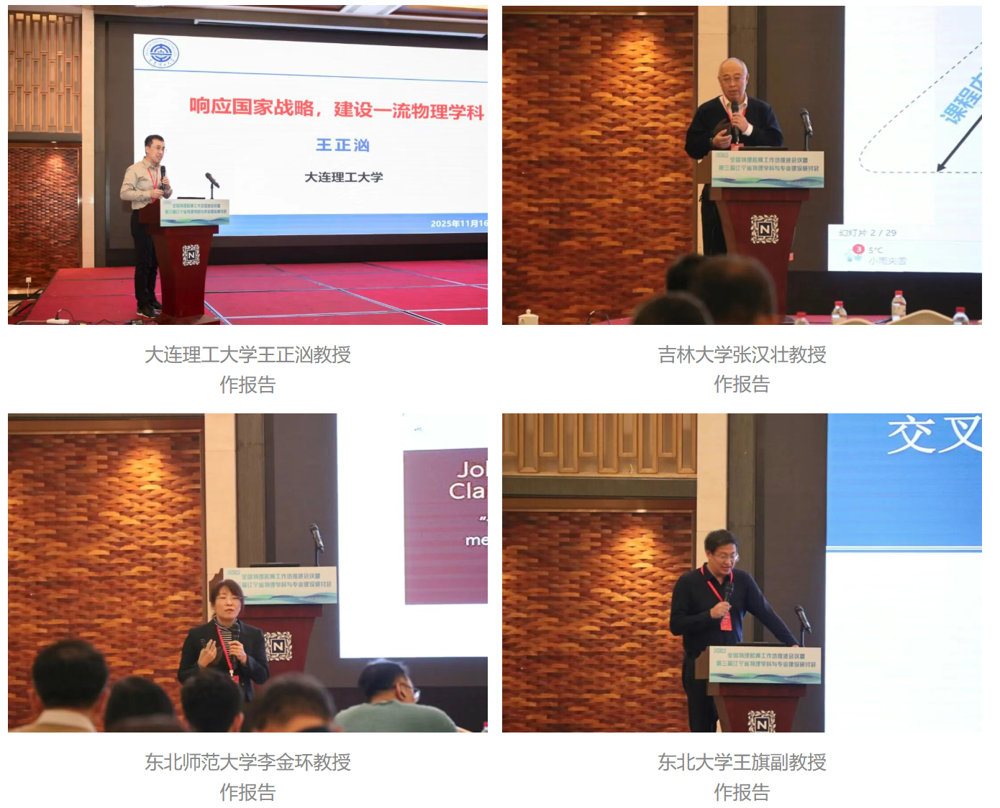 响应国家战略，建设一流物理学科
王正汹
大连理工大学
2025年11月16
全国物理名师工作坊推进会议暨
第三届辽宁省物理学科与专业建设研讨会
N
课程内
全国物理名师工作坊推进会议暨
第三届辽宁省物理学科与专业建设研讨会
N
幻灯片 2 / 29
3
5°C
小雨夹雪
大连理工大学王正汹教授
作报告
吉林大学张汉壮教授
作报告
Joh
Cla
me
全国物理名师工作坊推进会议暨
三届辽宁省物理学科与专业建设研讨会
N
交叉
全国物理名师工作坊推进会议暨
第三届辽宁省物理学科与专业建设研讨会
N
东北师范大学李金环教授
作报告
东北大学王旗副教授
作报告